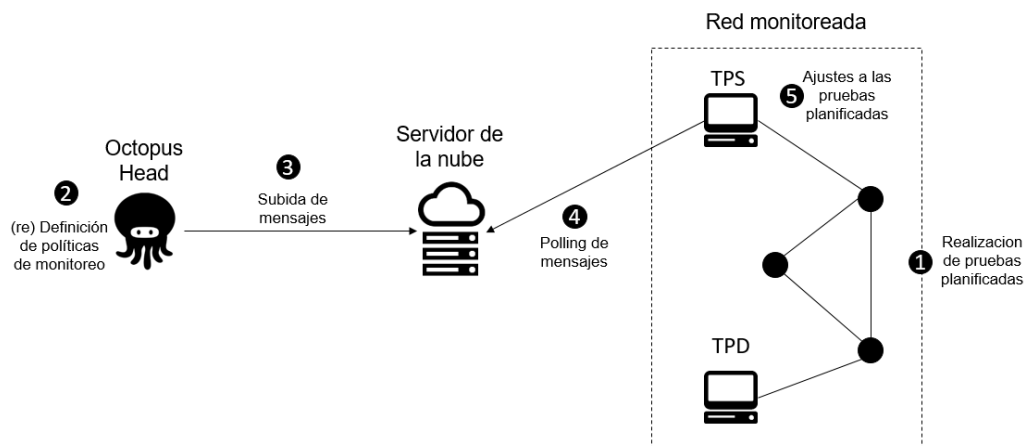 Red monitoreada
TPS
5
Ajustes a las
pruebas
planificadas
Servidor de
la nube
Octopus
Head
3
Subida de
mensajes
2
(re) Definición
de políticas
de monitoreo
4
Polling de
mensajes
1
Realizacion
de pruebas
planificadas
TPD